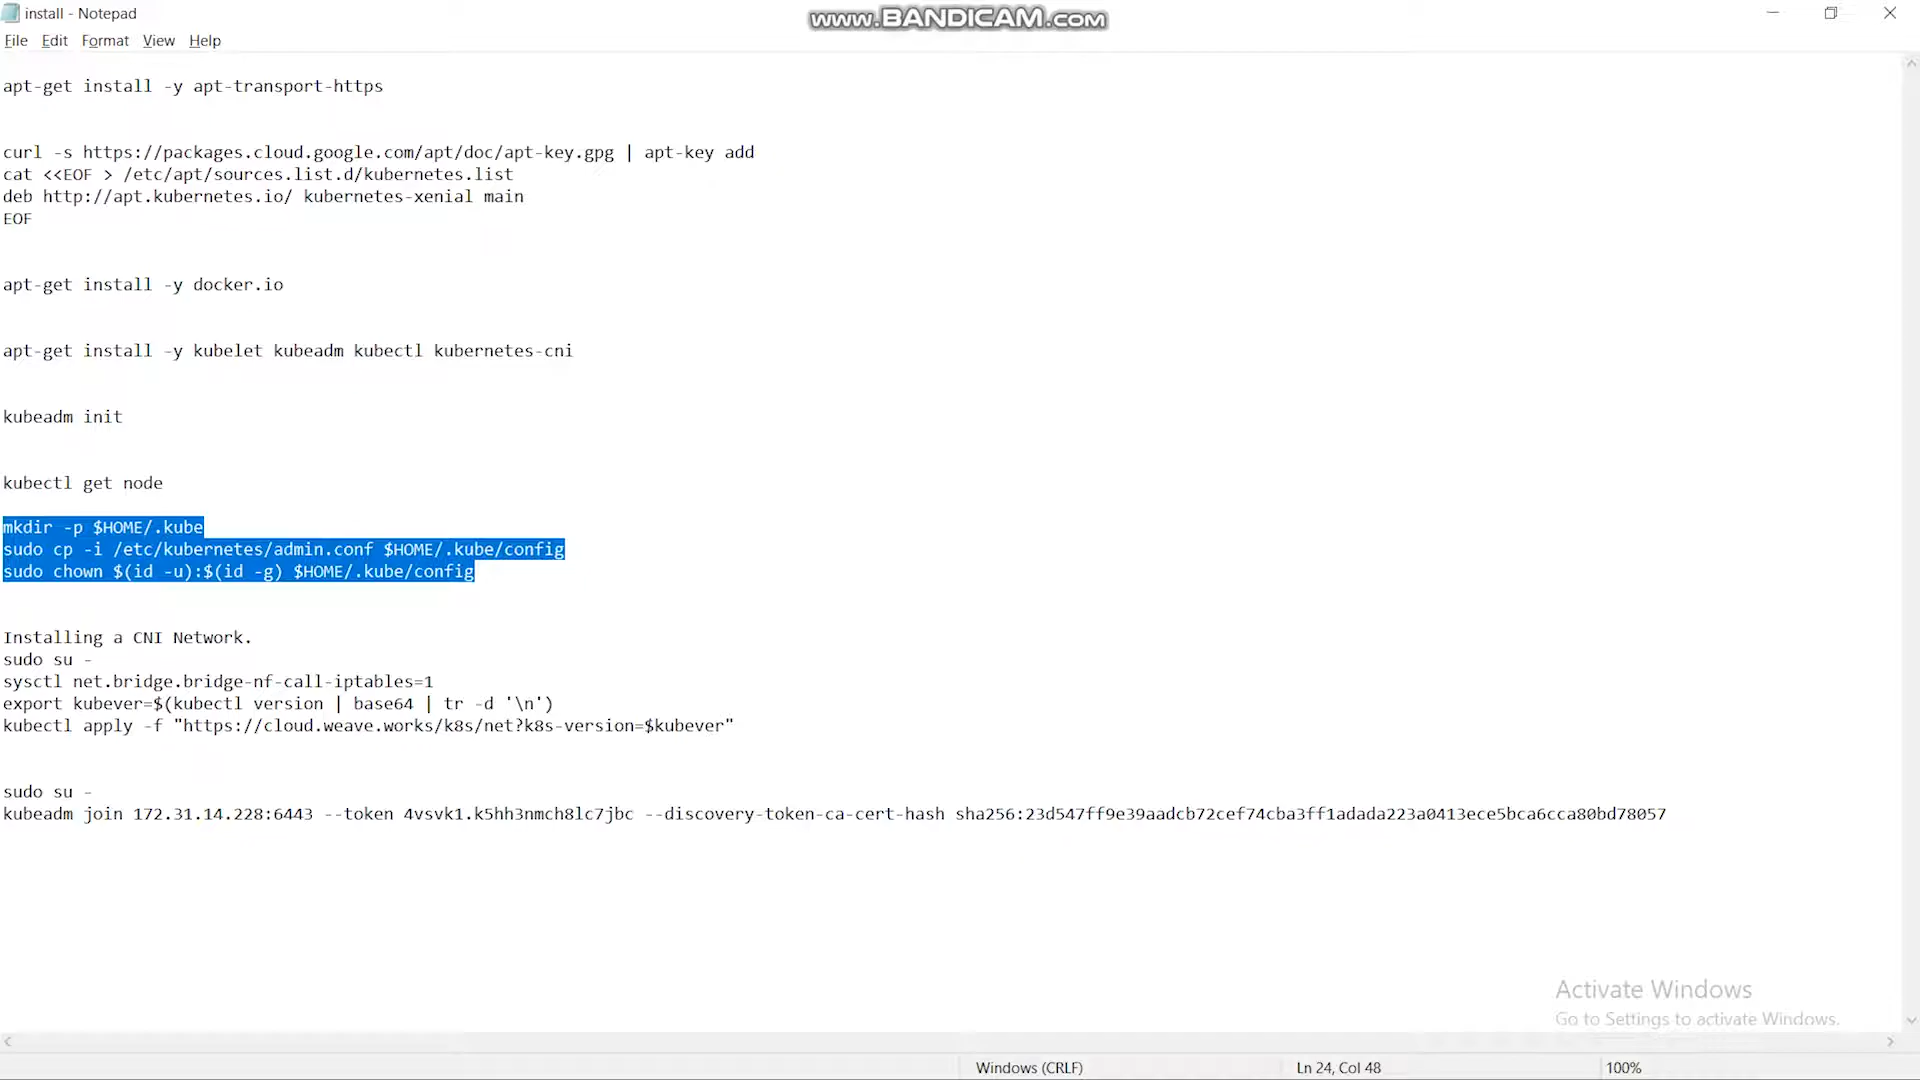 install - Notepad
www.BANDICAM.com
File Edit Format View Help
apt-get install -y apt-transport-https
curl -s https://packages.cloud.google.com/apt/doc/apt-key.gpg | apt-key add
cat <<EOF > /etc/apt/sources.list.d/kubernetes.list
deb http://apt.kubernetes.io/ kubernetes-xenial main
EOF
apt-get install -y docker.io
apt-get install -y kubelet kubeadm kubectl kubernetes-cni
kubeadm init
kubectl get node
mkdir -p $HOME/.kube
sudo cp -i /etc/kubernetes/admin.conf $HOME/.kube/config
sudo chown $(id -u):$(id -g) $HOME/.kube/config
Installing a CNI Network.
sudo su -
sysctl net.bridge.bridge-nf-call-iptables=1
export kubever=$(kubectl version | base64 | tr -d '\n')
kubectl apply -f "https://cloud.weave.works/k8s/net?k8s-version=$kubever"
sudo su -
kubeadm join 172.31.14.228:6443 --token 4vsvk1.k5hh3nmch8lc7jbc --discovery-token-ca-cert-hash sha256:23d547ff9e39aadcb72cef74cba3ff1adada223a0413ece5bca6cca80bd78057
Activate Windows
Go to Settings to activate Windows.
Windows (CRLF) Ln 24, Col 48 100%